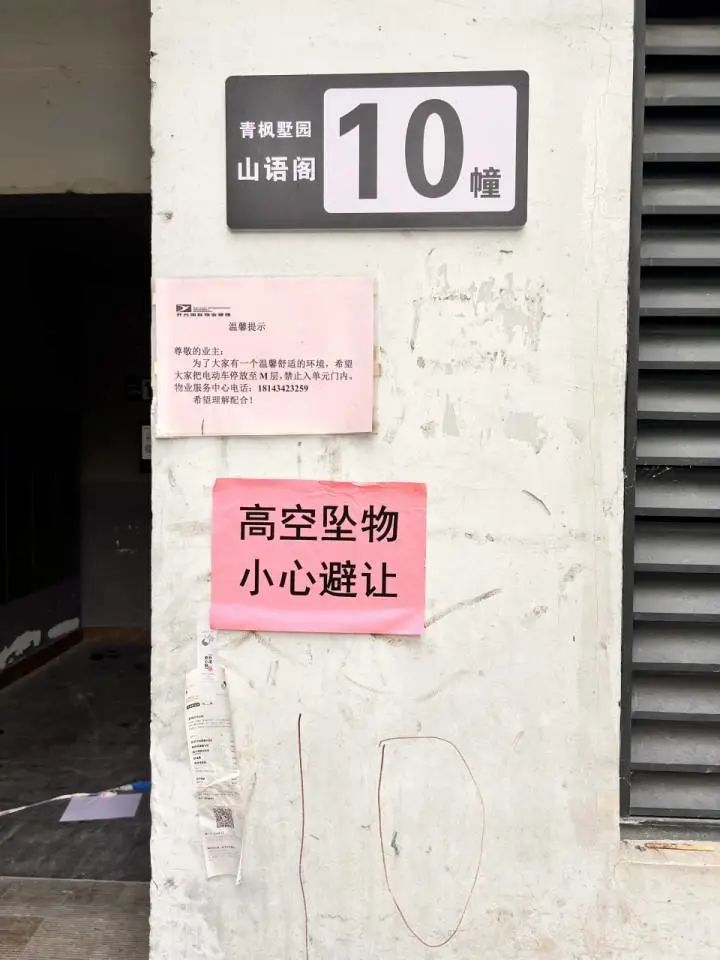 青枫墅园
山语阁
10幢
温馨提示
尊敬的业主：
为了大家有一个温馨舒适的环境，希望
大家把电动车停放至M层，禁止入单元门内。
物业服务中心电话：18143423259
希望理解配合！
高空坠物
小心避让
10